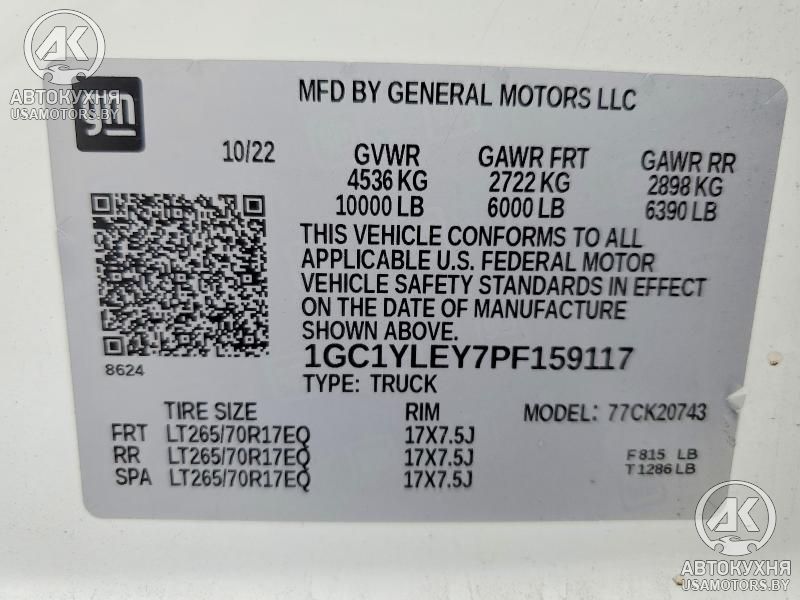 АВТОКУХНЯ
USAMOTORS.BY
gm
MFD BY GENERAL MOTORS LLC
10/22 GVWR GAWR FRT GAWR RR
4536 KG 2722 KG 2898 KG
10000 LB 6000 LB 6390 LB
THIS VEHICLE CONFORMS TO ALL
APPLICABLE U.S. FEDERAL MOTOR
VEHICLE SAFETY STANDARDS IN EFFECT
ON THE DATE OF MANUFACTURE
SHOWN ABOVE.
8624
1GC1YLEY7PF159117
TYPE: TRUCK
TIRE SIZE RIM MODEL: 77CK20743
FRT LT265/70R17EQ 17X7.5J
RR LT265/70R17EQ 17X7.5J F 815 LB
SPA LT265/70R17EQ 17X7.5J T 1286 LB
АК
АВТОКУХНЯ
USAMOTORS.BY